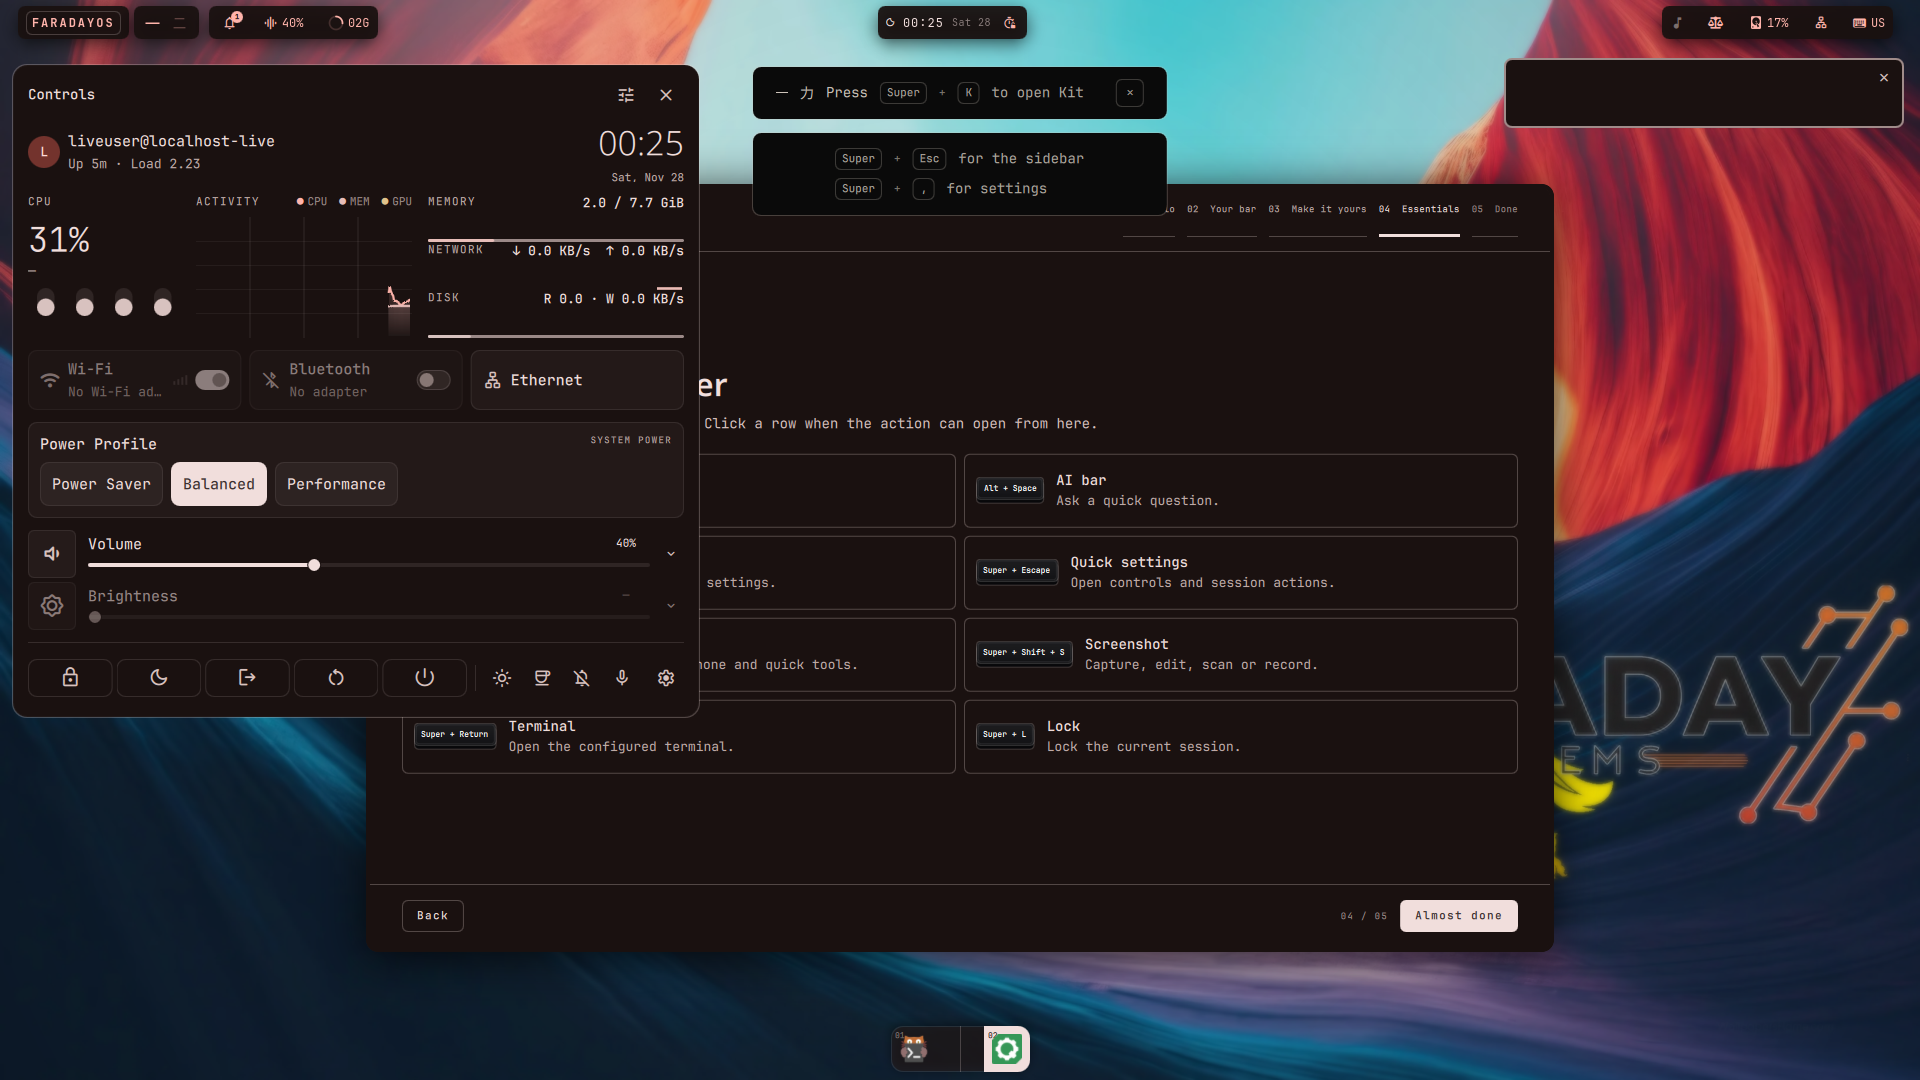 FARADAYOS
1
40%
02G
00:25 Sat 28
17%
US
Controls
L
liveuser@localhost-live
Up 5m · Load 2.23
00:25
Sat, Nov 28
CPU
31%
—
ACTIVITY
CPU MEM GPU
MEMORY
2.0 / 7.7 GiB
NETWORK
↓ 0.0 KB/s ↑ 0.0 KB/s
DISK
R 0.0 · W 0.0 KB/s
Wi-Fi
No Wi-Fi ad…
Bluetooth
No adapter
Ethernet
Power Profile
SYSTEM POWER
Power Saver
Balanced
Performance
Volume
40%
Brightness
—
一 力 Press Super + K to open Kit ×
Super + Esc for the sidebar
Super + , for settings
02 Your bar 03 Make it yours 04 Essentials 05 Done
er
Click a row when the action can open from here.
Alt + Space
AI bar
Ask a quick question.
settings.
Super + Escape
Quick settings
Open controls and session actions.
and quick tools.
Super + Shift + S
Screenshot
Capture, edit, scan or record.
Super + Return
Terminal
Open the configured terminal.
Super + L
Lock
Lock the current session.
Back
04 / 05
Almost done
ADAY
EMS
01
02